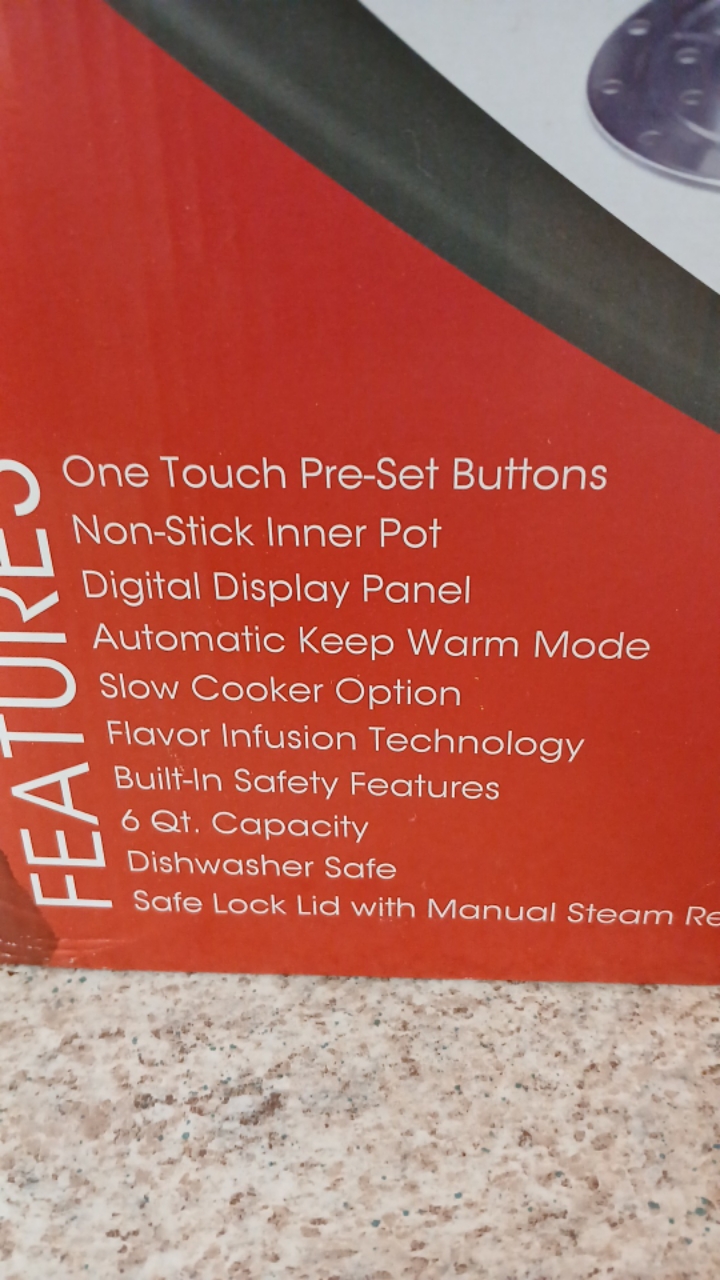 FEATURES
One Touch Pre-Set Buttons
Non-Stick Inner Pot
Digital Display Panel
Automatic Keep Warm Mode
Slow Cooker Option
Flavor Infusion Technology
Built-In Safety Features
6 Qt. Capacity
Dishwasher Safe
Safe Lock Lid with Manual Steam